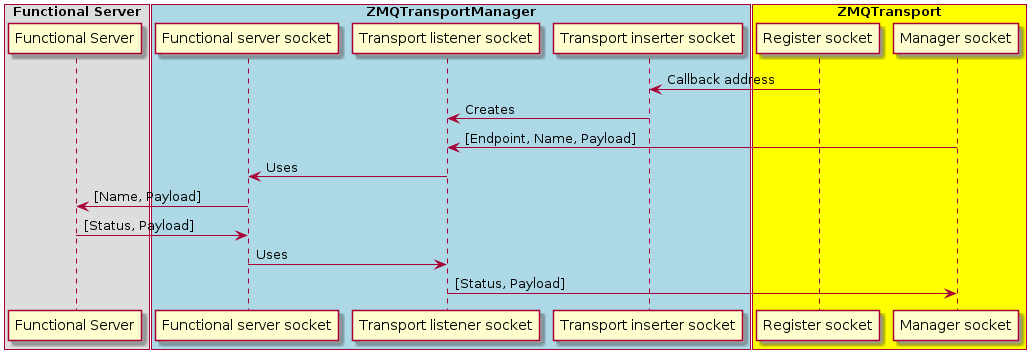 Functional Server
ZMQTransportManager
ZMQTransport
Functional Server
Functional server socket
Transport listener socket
Transport inserter socket
Register socket
Manager socket
Callback address
Creates
[Endpoint, Name, Payload]
Uses
[Name, Payload]
[Status, Payload]
Uses
[Status, Payload]
Functional Server
Functional server socket
Transport listener socket
Transport inserter socket
Register socket
Manager socket